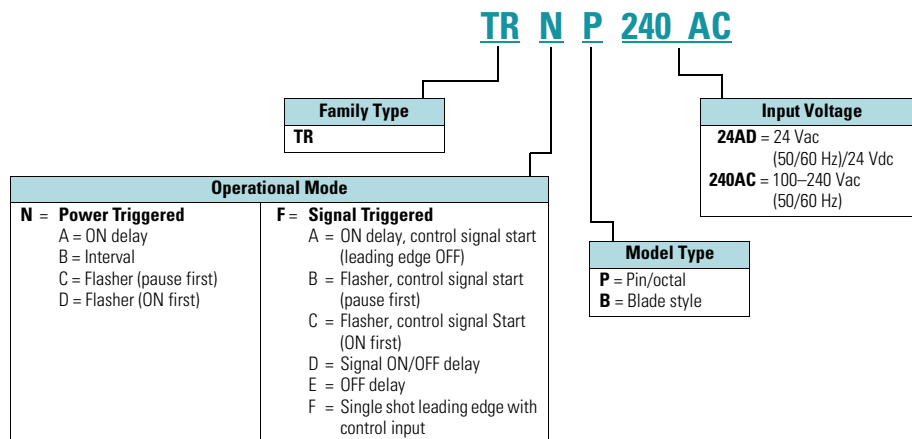 TR N P 240 AC
Family Type
TR
Input Voltage
24AD = 24 Vac
(50/60 Hz)/24 Vdc
240AC = 100–240 Vac
(50/60 Hz)
Operational Mode
N = Power Triggered
A = ON delay
B = Interval
C = Flasher (pause first)
D = Flasher (ON first)
F = Signal Triggered
A = ON delay, control signal start
(leading edge OFF)
B = Flasher, control signal start
(pause first)
C = Flasher, control signal Start
(ON first)
D = Signal ON/OFF delay
E = OFF delay
F = Single shot leading edge with
control input
Model Type
P = Pin/octal
B = Blade style